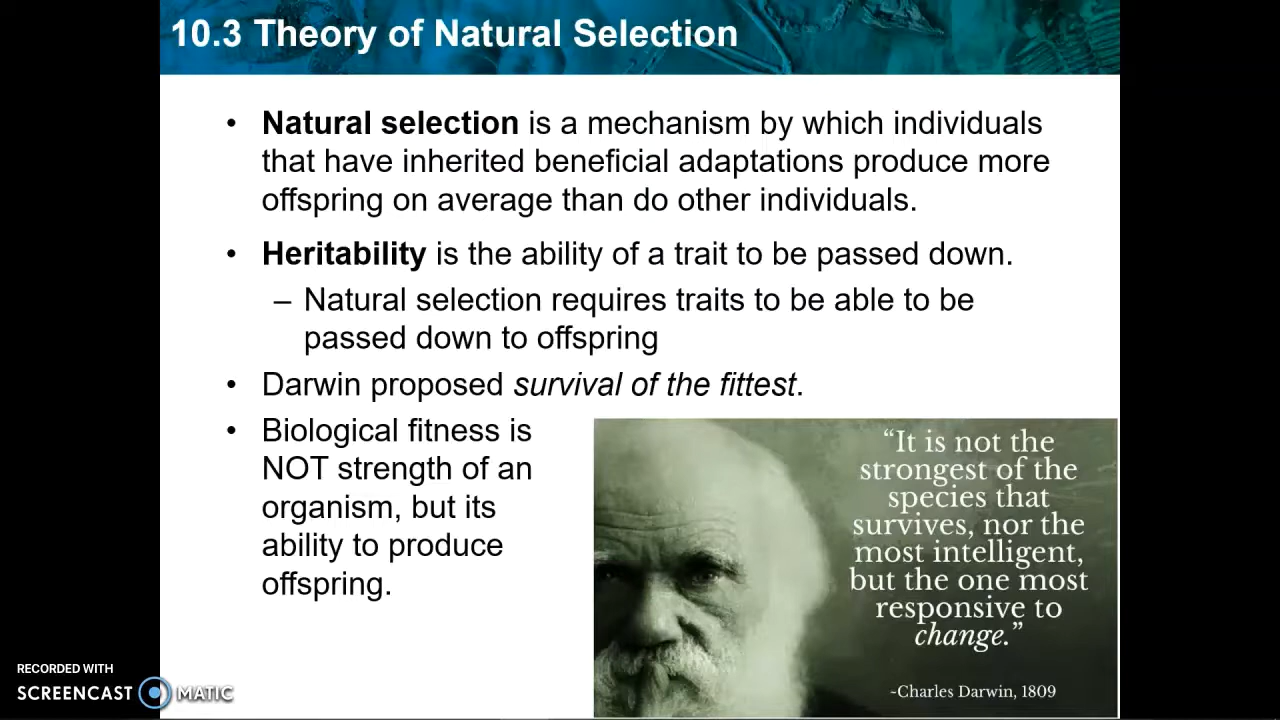 10.3 Theory of Natural Selection
• Natural selection is a mechanism by which individuals
that have inherited beneficial adaptations produce more
offspring on average than do other individuals.
• Heritability is the ability of a trait to be passed down.
– Natural selection requires traits to be able to be
passed down to offspring
• Darwin proposed survival of the fittest.
• Biological fitness is
NOT strength of an
organism, but its
ability to produce
offspring.
“It is not the
strongest of the
species that
survives, nor the
most intelligent,
but the one most
responsive to
change.”
-Charles Darwin, 1809
RECORDED WITH
SCREENCAST MATIC